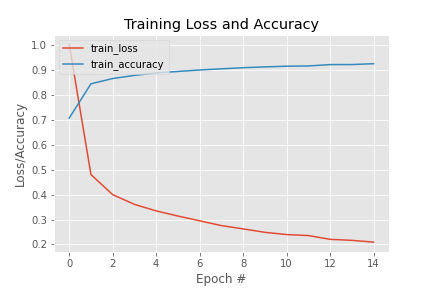 Training Loss and Accuracy
train_loss
train_accuracy
1.0
0.9
0.8
0.7
0.6
0.5
0.4
0.3
0.2
Loss/Accuracy
0 2 4 6 8 10 12 14
Epoch #